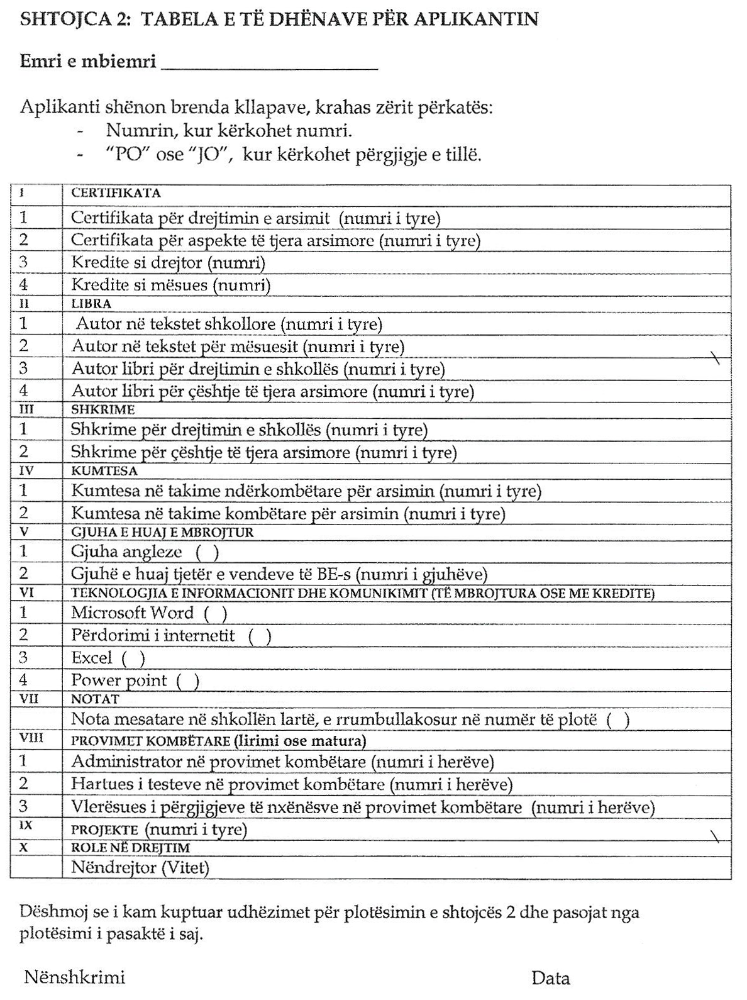 SHTOJCA 2: TABELA E TË DHËNAVE PËR APLIKANTIN
Emri e mbiemri ______________________
Aplikanti shënon brenda kllapave, krahas zërit përkatës:
- Numrin, kur kërkohet numri.
- “PO” ose “JO”, kur kërkohet përgjigje e tillë.
I CERTIFIKATA
1 Certifikata për drejtimin e arsimit (numri i tyre)
2 Certifikata për aspekte të tjera arsimore (numri i tyre)
3 Kredite si drejtor (numri)
4 Kredite si mësues (numri)
II LIBRA
1 Autor në tekstet shkollore (numri i tyre)
2 Autor në tekstet për mësuesit (numri i tyre)
3 Autor libri për drejtimin e shkollës (numri i tyre)
4 Autor libri për çështje të tjera arsimore (numri i tyre)
III SHKRIME
1 Shkrime për drejtimin e shkollës (numri i tyre)
2 Shkrime për çështje të tjera arsimore (numri i tyre)
IV KUMTESA
1 Kumtesa në takime ndërkombëtare për arsimin (numri i tyre)
2 Kumtesa në takime kombëtare për arsimin (numri i tyre)
V GJUHA E HUAJ E MBROJTUR
1 Gjuha angleze ( )
2 Gjuhë e huaj tjetër e vendeve të BE-s (numri i gjuhëve)
VI TEKNOLOGJIA E INFORMACIONIT DHE KOMUNIKIMIT (TË MBROJTURA OSE ME KREDITE)
1 Microsoft Word ( )
2 Përdorimi i internetit ( )
3 Excel ( )
4 Power point ( )
VII NOTAT
Nota mesatare në shkollën lartë, e rrumbullakosur në numër të plotë ( )
VIII PROVIMET KOMBËTARE (lirimi ose matura)
1 Administrator në provimet kombëtare (numri i herëve)
2 Hartues i testeve në provimet kombëtare (numri i herëve)
3 Vlerësues i përgjigjeve të nxënësve në provimet kombëtare (numri i herëve)
IX PROJEKTE (numri i tyre)
X ROLE NË DREJTIM
Nëndrejtor (Vitet)
Dëshmoj se i kam kuptuar udhëzimet për plotësimin e shtojcës 2 dhe pasojat nga
plotësimi i pasaktë i saj.
Nënshkrimi Data